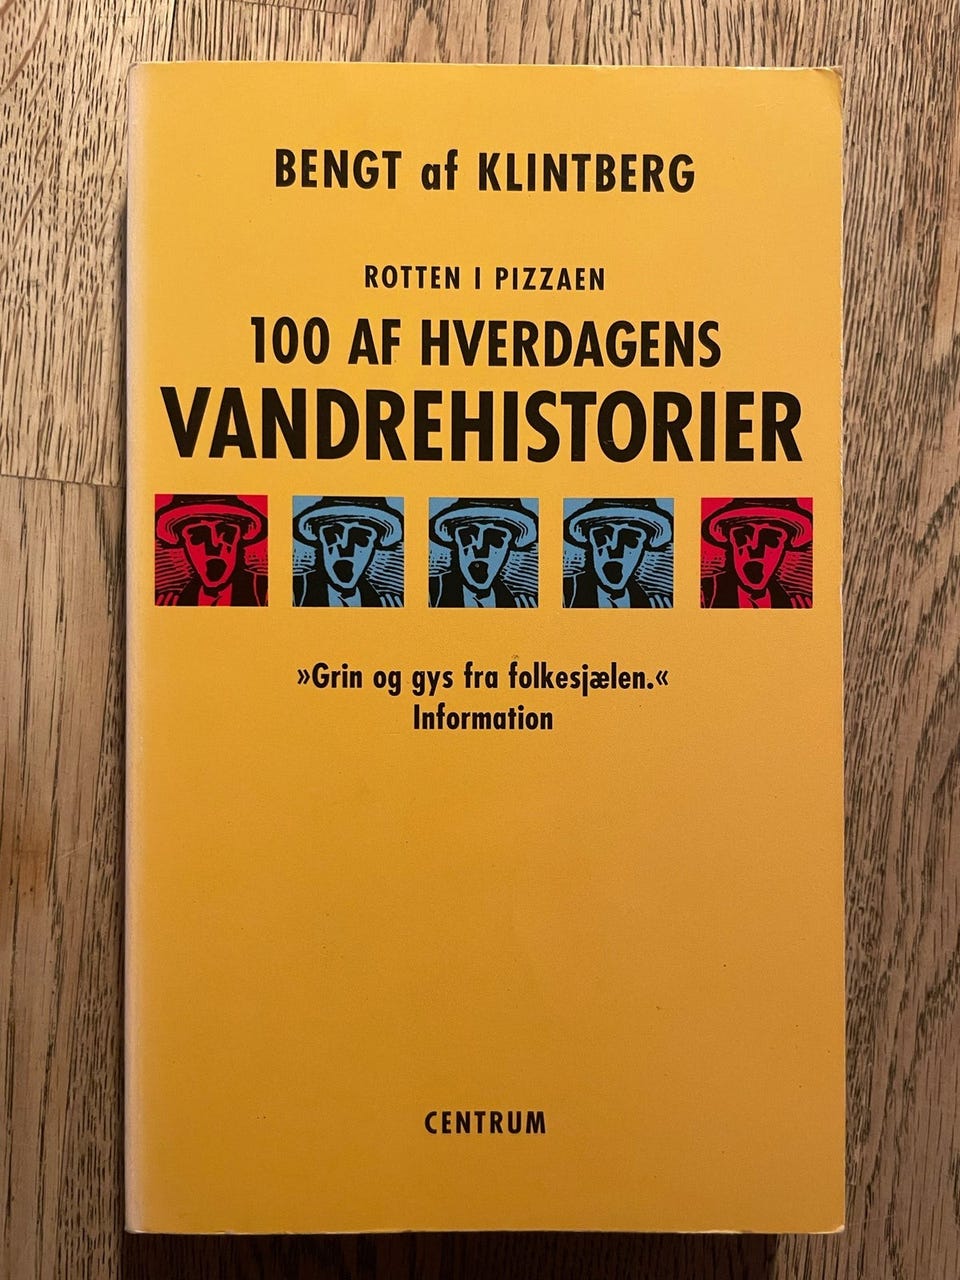 BENGT af KLINTBERG
ROTTEN I PIZZAEN
100 AF HVERDAGENS
VANDREHISTORIER
»Grin og gys fra folkesjælen.«
Information
CENTRUM